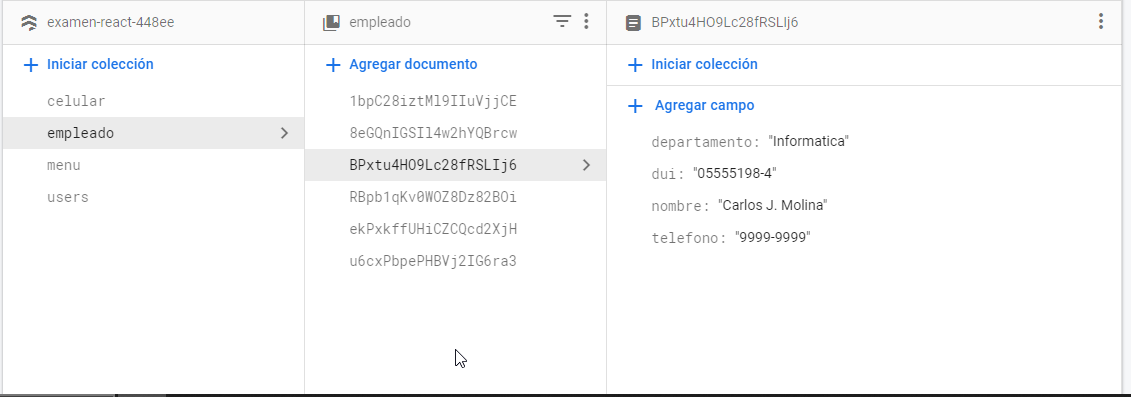 examen-react-448ee
Iniciar colección
celular
empleado
menu
users
empleado
Agregar documento
1bpC28iztMl9IIuVjjCE
8eGQnIGSIl4w2hYQBrcw
BPxtu4HO9Lc28fRSLIj6
RBpb1qKv0WOZ8Dz82BOi
ekPxkffUHiCZCQcd2XjH
u6cxPbpePHBVj2IG6ra3
BPxtu4HO9Lc28fRSLIj6
Iniciar colección
Agregar campo
departamento: "Informatica"
dui: "05555198-4"
nombre: "Carlos J. Molina"
telefono: "9999-9999"